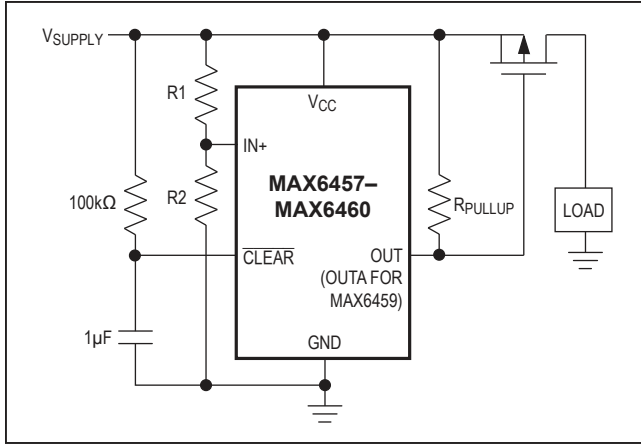 VSUPPLY
R1
VCC
IN+
MAX6457–
MAX6460
R2
100kΩ
RPULLUP
LOAD
CLEAR
OUT
(OUTA FOR
MAX6459)
1µF
GND